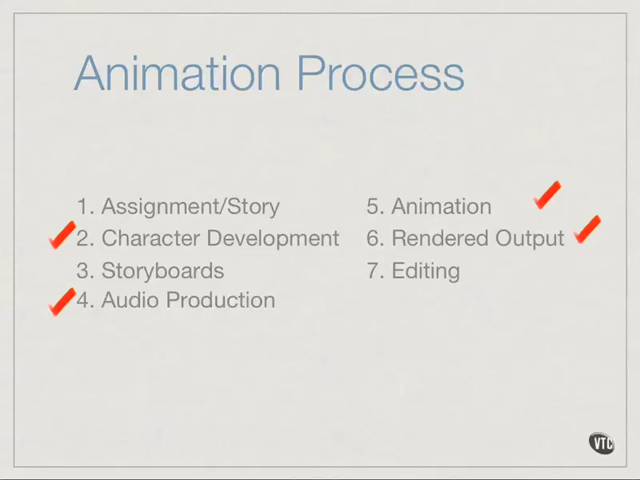 Animation Process
1. Assignment/Story
2. Character Development
3. Storyboards
4. Audio Production
5. Animation
6. Rendered Output
7. Editing
VTC